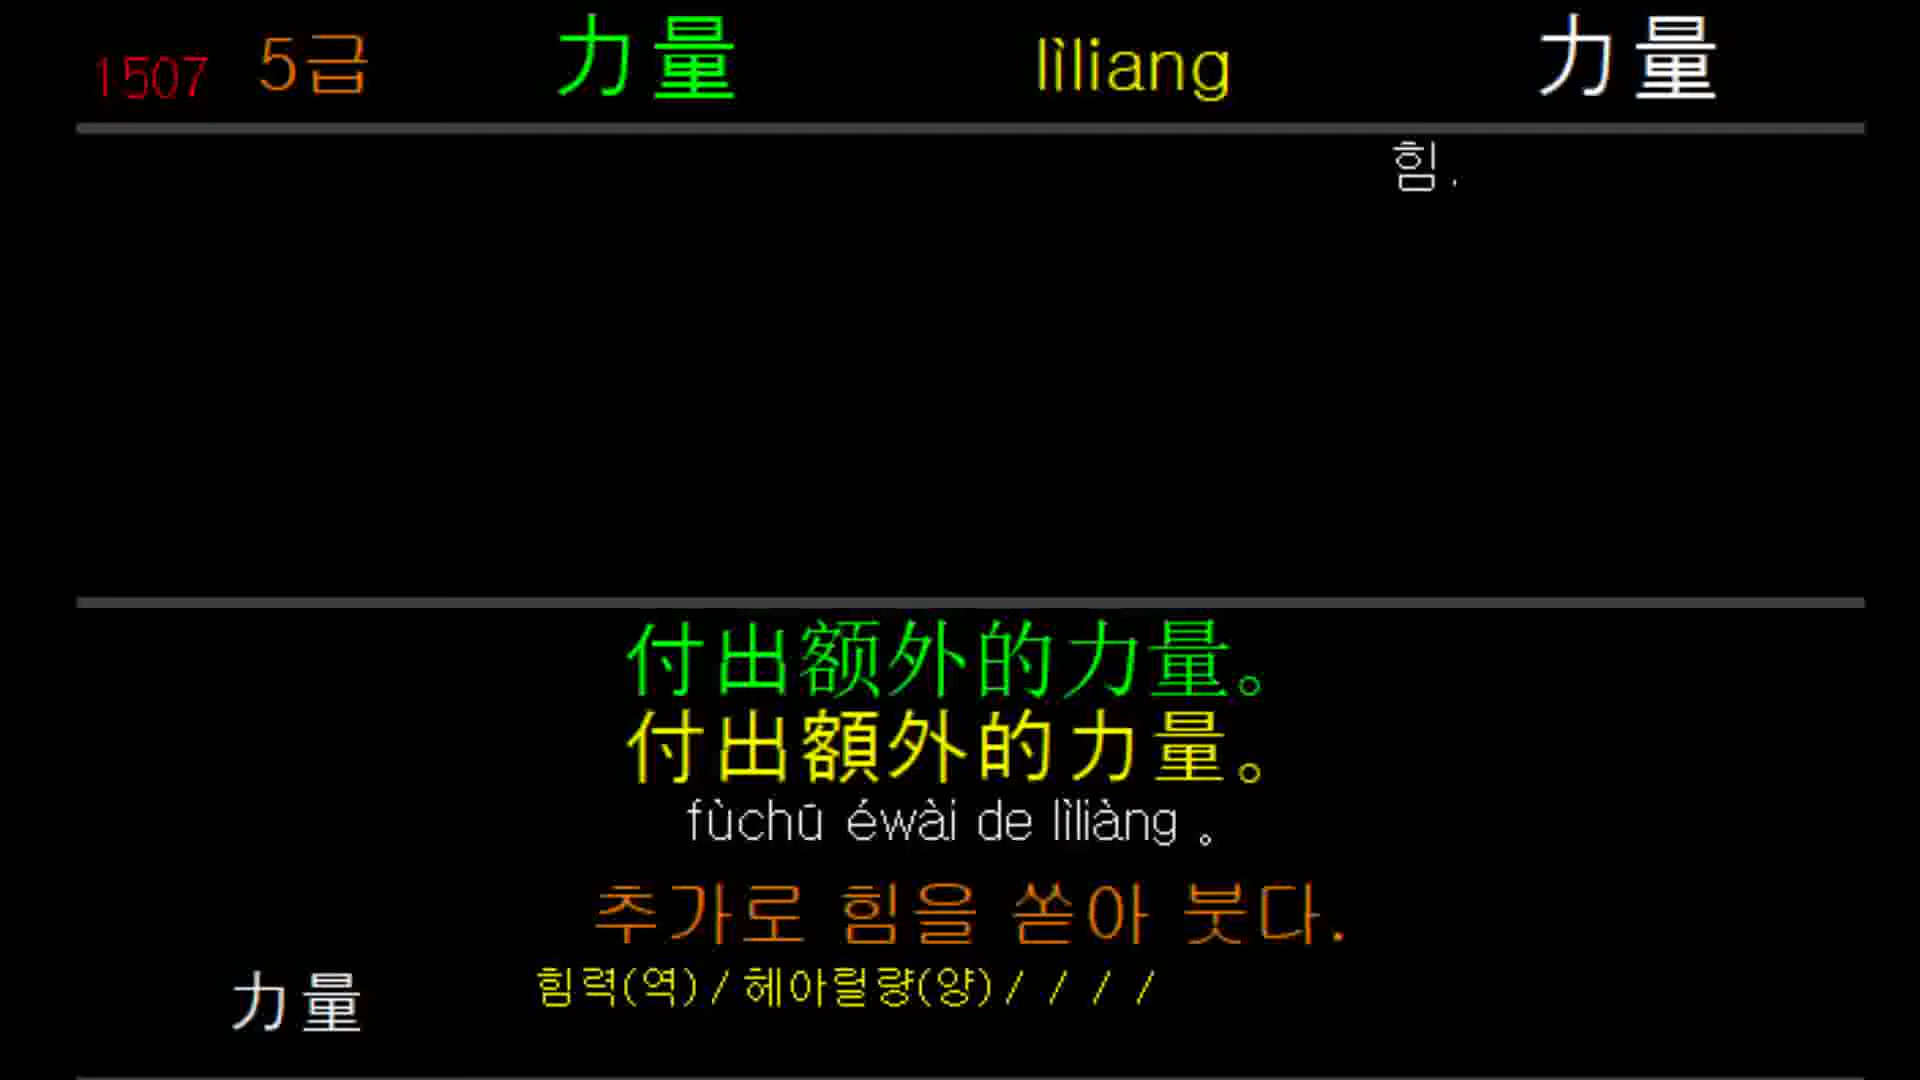 1507 5급 力量 lìliang 力量
힘.
付出额外的力量。
付出額外的力量。
fùchū éwài de lìliàng 。
추가로 힘을 쏟아 붓다.
力量 힘력(역)/헤아릴량(양)/ / / /